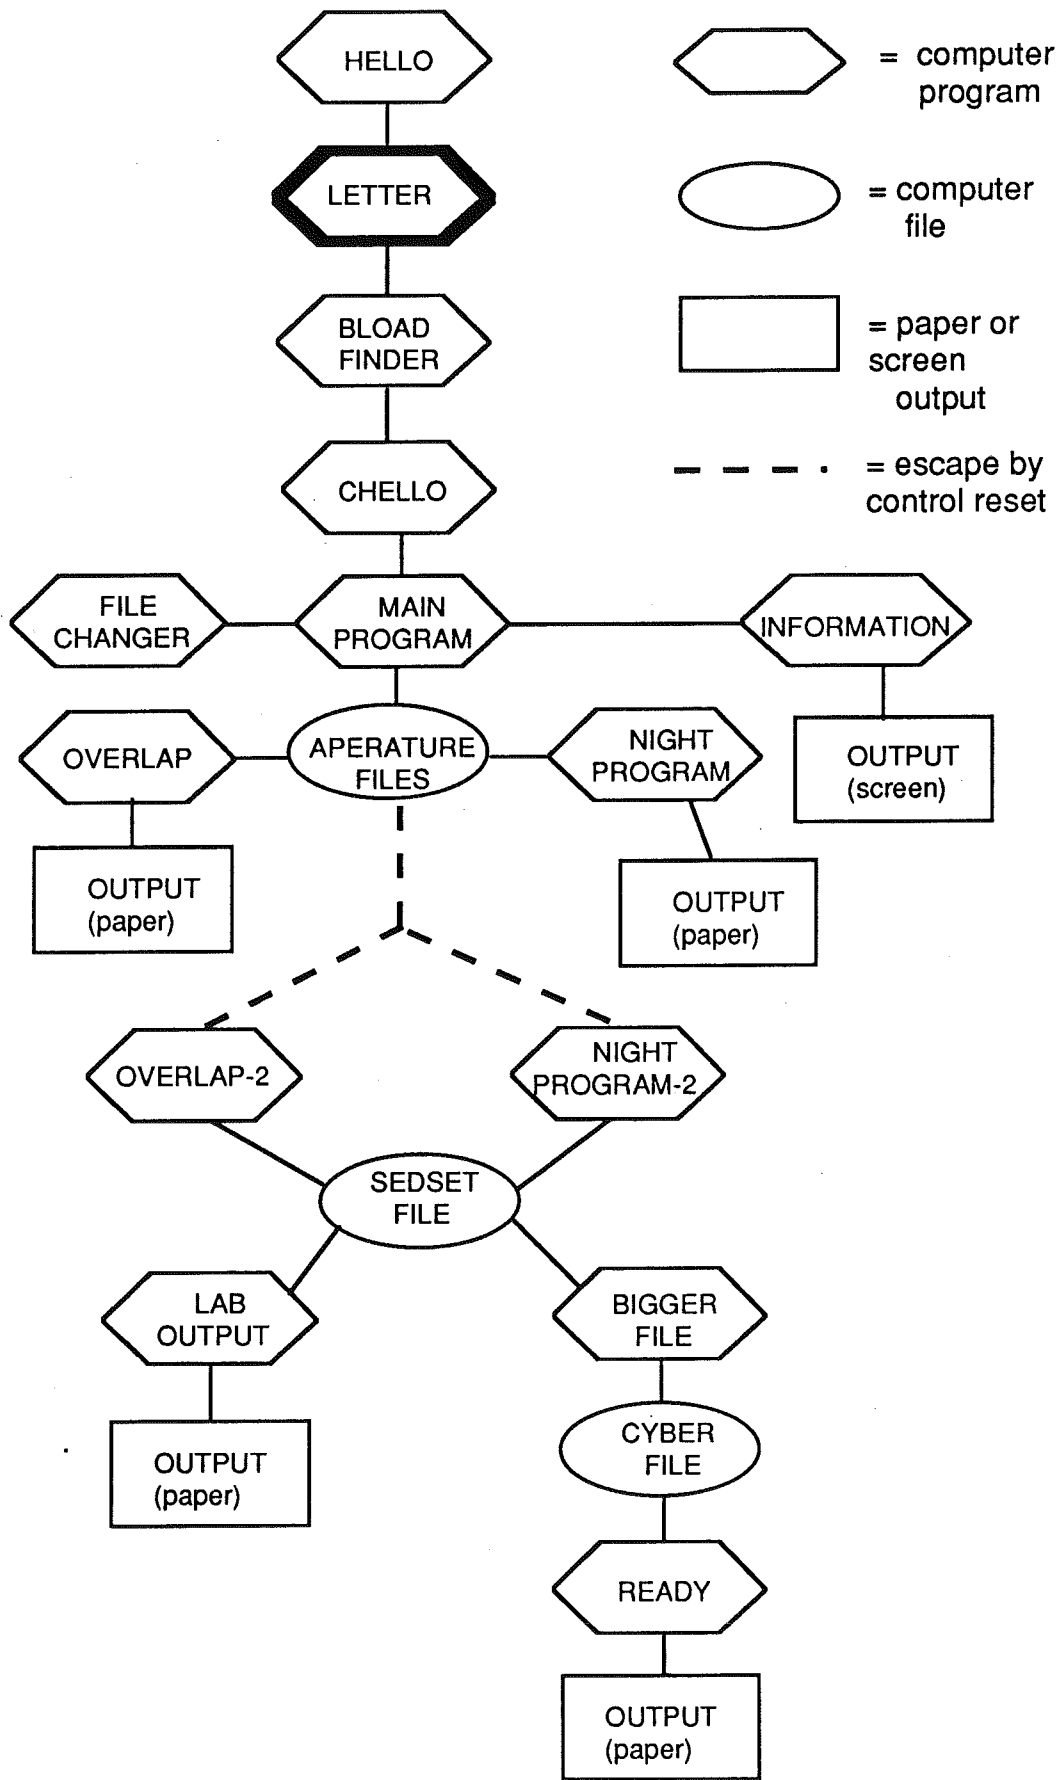 HELLO
= computer
program
LETTER
= computer
file
BLOAD
FINDER
= paper or
screen
output
CHELLO
= escape by
control reset
FILE
CHANGER
MAIN
PROGRAM
INFORMATION
OVERLAP
APERATURE
FILES
NIGHT
PROGRAM
OUTPUT
(screen)
OUTPUT
(paper)
OUTPUT
(paper)
OVERLAP-2
NIGHT
PROGRAM-2
SEDSET
FILE
LAB
OUTPUT
BIGGER
FILE
OUTPUT
(paper)
CYBER
FILE
READY
OUTPUT
(paper)